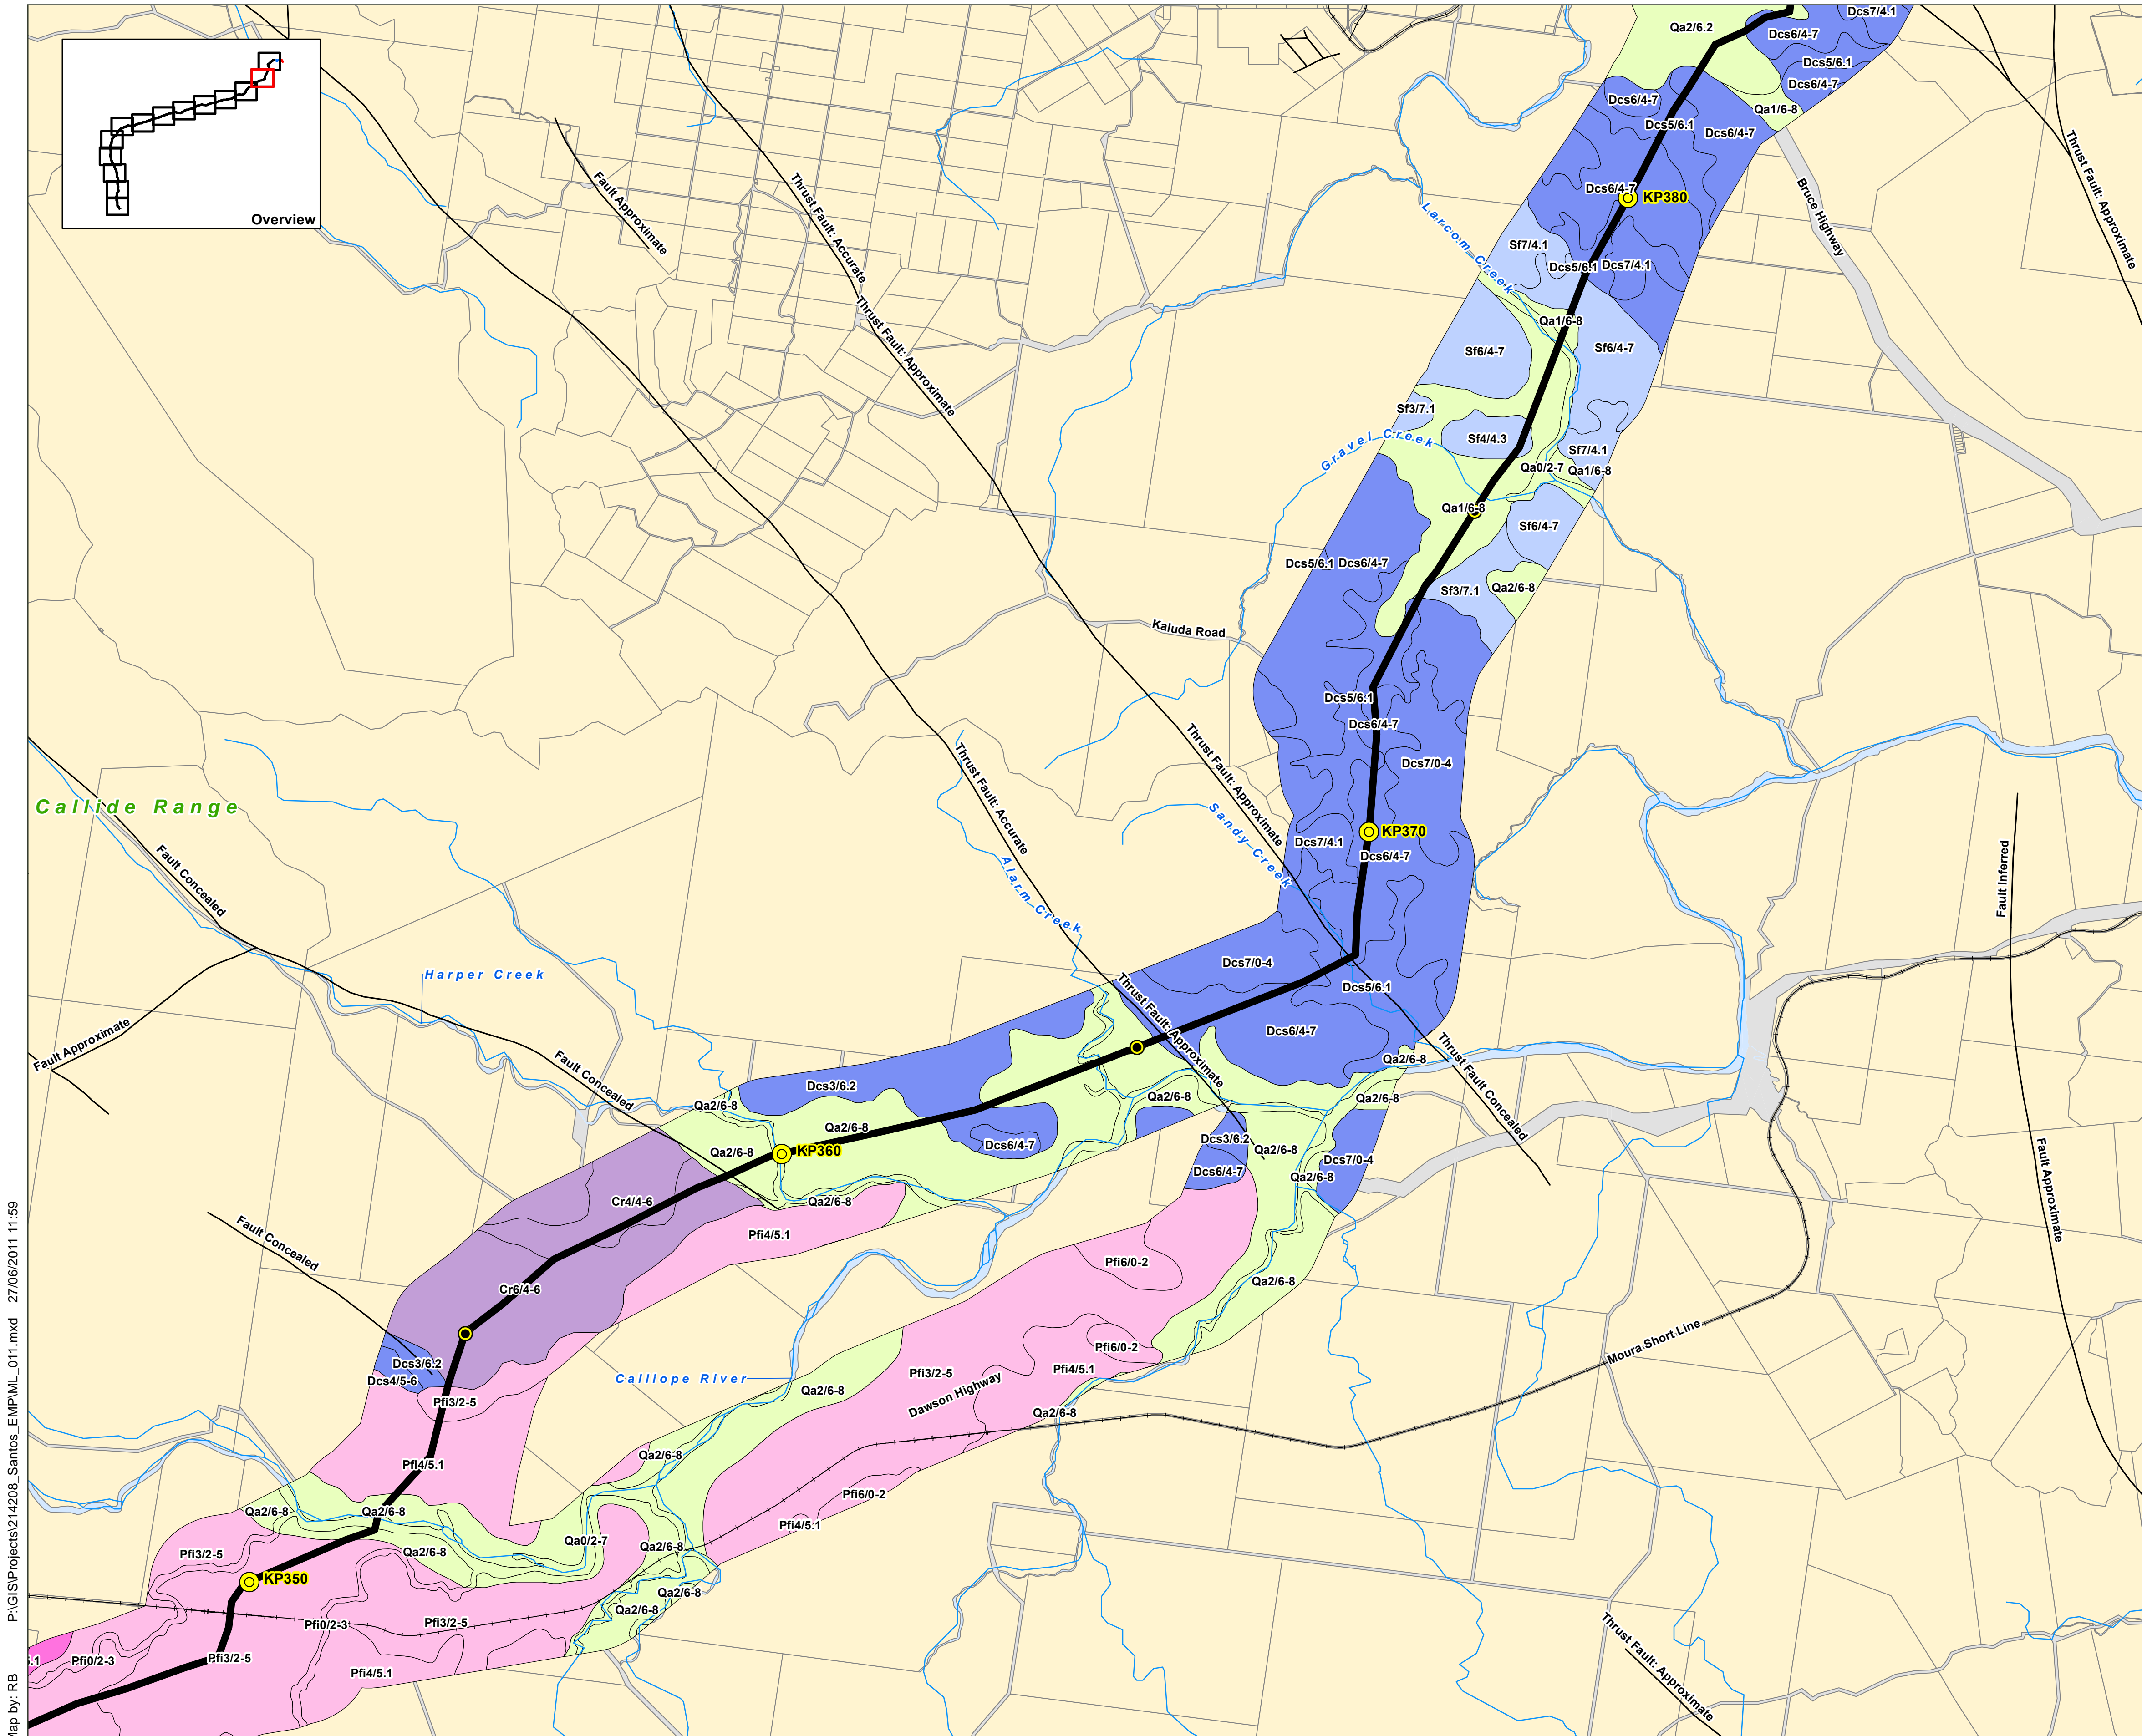 Dcs7/4.1
Qa2/6.2
Dcs6/4-7
Dcs5/6.1
Dcs6/4-7
Dcs6/4-7
Qa1/6-8
Dcs5/6.1
Dcs6/4-7
Overview
Fault Approximate
Thrust Fault: Accurate
Thrust Fault: Approximate
Dcs6/4-7
KP380
Bruce Highway
Larcom Creek
Sf7/4.1
Dcs5/6.1
Dcs7/4.1
Thrust Fault: Approximate
Qa1/6-8
Sf6/4-7
Sf6/4-7
Sf3/7.1
Sf4/4.3
Gravel Creek
Sf7/4.1
Qa0/2-7
Qa1/6-8
Qa1/6-8
Sf6/4-7
Dcs5/6.1
Dcs6/4-7
Sf3/7.1
Qa2/6-8
Kaluda Road
Dcs5/6.1
Dcs6/4-7
Dcs7/0-4
Callide Range
Thrust Fault: Accurate
Thrust Fault: Approximate
Sandy Creek
KP370
Dcs7/4.1
Dcs6/4-7
Fault Concealed
Alarm Creek
Fault Inferred
Harper Creek
Dcs7/0-4
Dcs5/6.1
Thrust Fault: Approximate
Dcs6/4-7
Fault Approximate
Fault Concealed
Qa2/6-8
Thrust Fault Concealed
Dcs3/6.2
Qa2/6-8
Qa2/6-8
Qa2/6-8
Qa2/6-8
Dcs6/4-7
Dcs3/6.2
Qa2/6-8
KP360
Qa2/6-8
Dcs6/4-7
Dcs7/0-4
Qa2/6-8
Fault Approximate
Cr4/4-6
Qa2/6-8
Pfi4/5.1
Fault Concealed
Pfi6/0-2
Qa2/6-8
Cr6/4-6
Moura Short Line
Pfi6/0-2
Dcs3/6.2
Dcs4/5-6
Pfi3/2-5
Pfi4/5.1
Calliope River
Qa2/6-8
Dawson Highway
Pfi3/2-5
Qa2/6-8
Qa2/6-8
Pfi4/5.1
Pfi6/0-2
Qa2/6-8
Qa2/6-8
Pfi4/5.1
Qa0/2-7
Qa2/6-8
Pfi3/2-5
Qa2/6-8
KP350
Qa2/6-8
Qa2/6-8
Pfi0/2-3
Pfi3/2-5
Pfi0/2-3
Pfi3/2-5
Pfi4/5.1
Thrust Fault: Approximate
Thrust Fault: Approximate
Map by: RB P:\GIS\Projects\214208_Santos_EMP\ML_011.mxd 27/06/2011 11:59